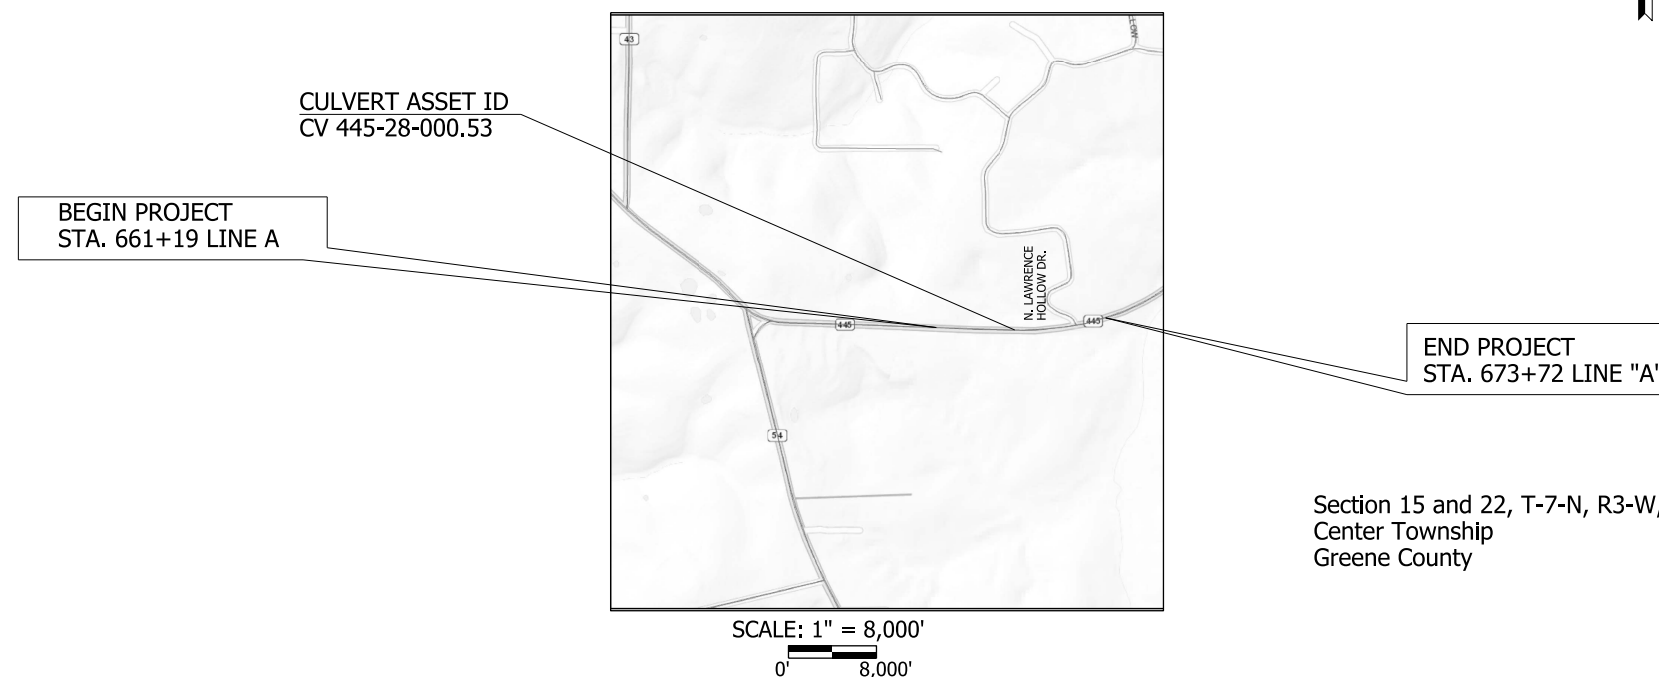 43
LOW
CULVERT ASSET ID
CV 445-28-000.53
BEGIN PROJECT
STA. 661+19 LINE A
N. LAWRENCE
HOLLOW DR.
445
445
END PROJECT
STA. 673+72 LINE "A"
54
Section 15 and 22, T-7-N, R3-W,
Center Township
Greene County
SCALE: 1" = 8,000'
0' 8,000'